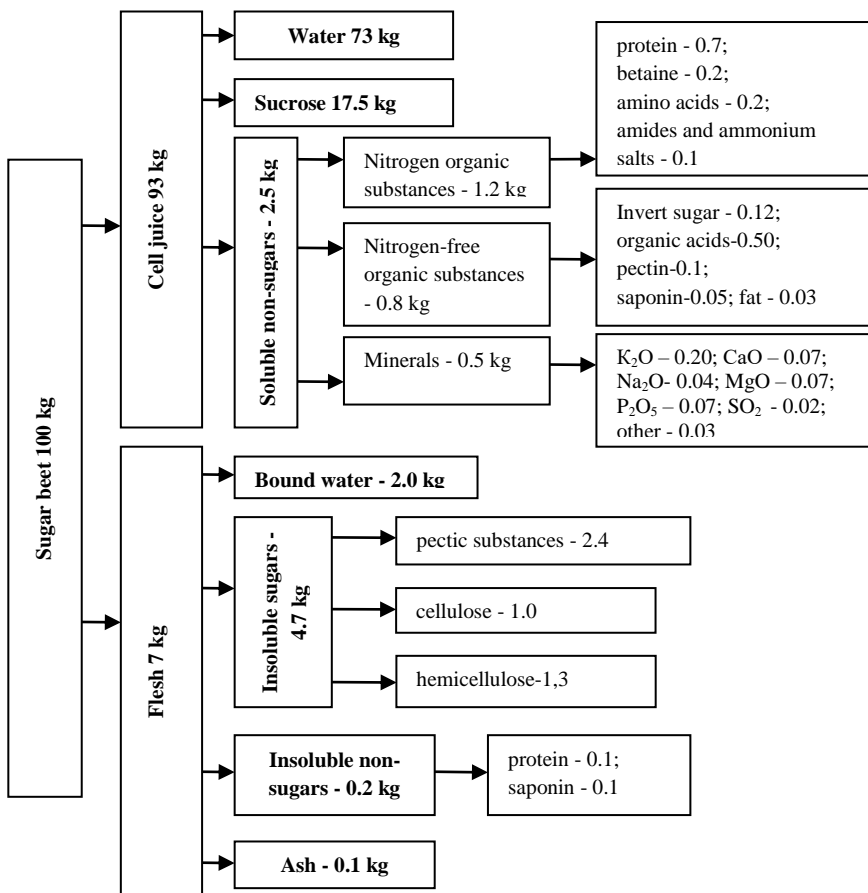 Sugar beet 100 kg
Cell juice 93 kg
Water 73 kg
Sucrose 17.5 kg
Soluble non-sugars - 2.5 kg
Nitrogen organic
substances - 1.2 kg
protein - 0.7;
betaine - 0.2;
amino acids - 0.2;
amides and ammonium
salts - 0.1
Nitrogen-free
organic substances
- 0.8 kg
Invert sugar - 0.12;
organic acids-0.50;
pectin-0.1;
saponin-0.05; fat - 0.03
Minerals – 0.5 kg
K₂O – 0.20; CaO – 0.07;
Na₂O- 0.04; MgO – 0.07;
P₂O₅ – 0.07; SO₂ - 0.02;
other - 0.03
Flesh 7 kg
Bound water - 2.0 kg
Insoluble sugars -
4.7 kg
pectic substances - 2.4
cellulose - 1.0
hemicellulose-1,3
Insoluble non-
sugars - 0.2 kg
protein - 0.1;
saponin - 0.1
Ash - 0.1 kg